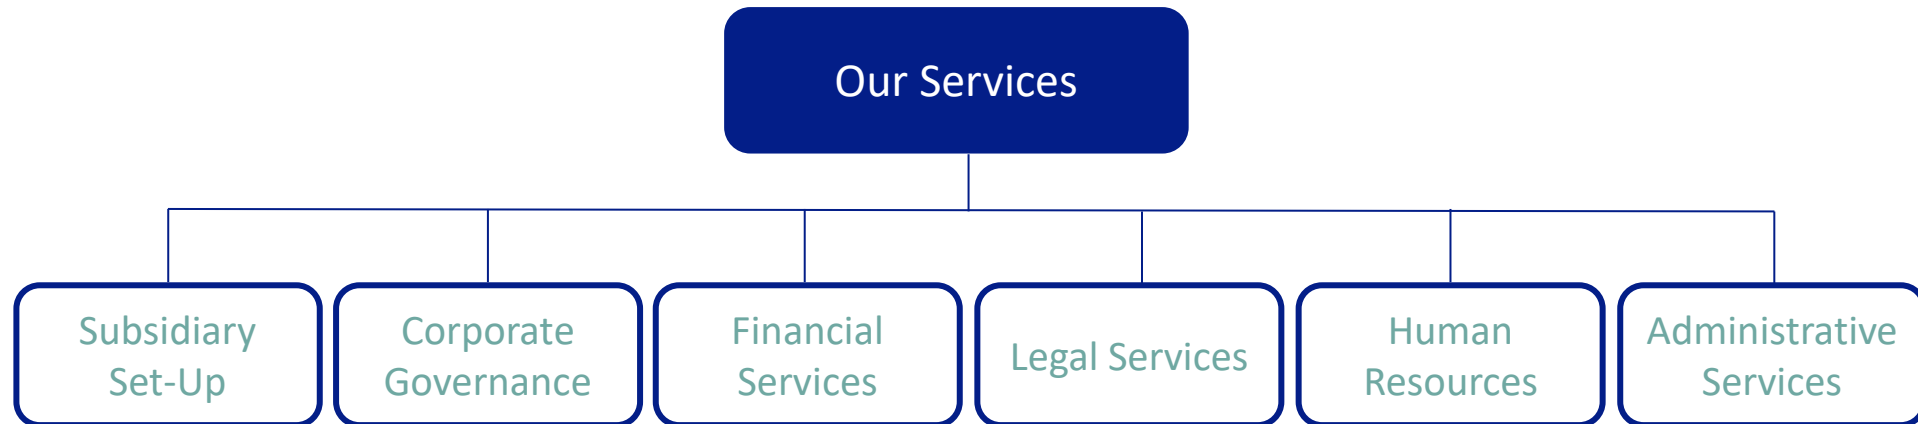 Our Services
Subsidiary
Set-Up
Corporate
Governance
Financial
Services
Legal Services
Human
Resources
Administrative
Services